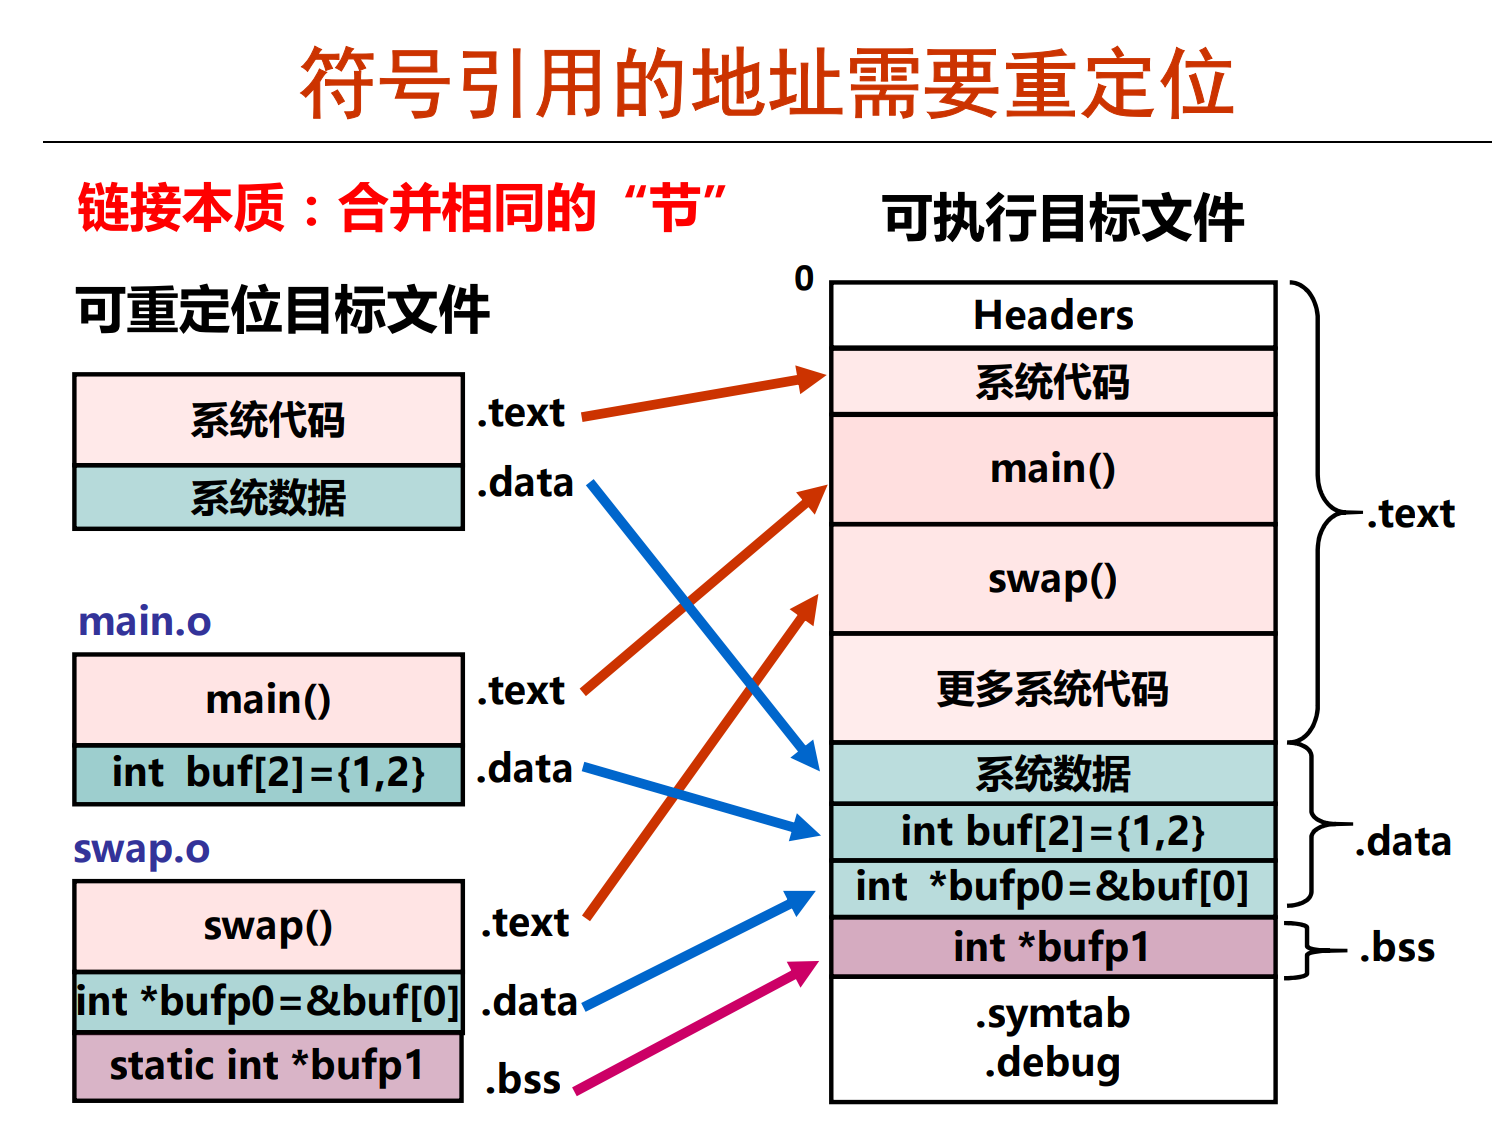 符号引用的地址需要重定位
链接本质：合并相同的“节”
可执行目标文件
可重定位目标文件
0
Headers
系统代码
main()
swap()
更多系统代码
系统数据
int buf[2]={1,2}
int *bufp0=&buf[0]
int *bufp1
.symtab
.debug
.text
.data
.bss
系统代码
.text
系统数据
.data
main.o
main()
.text
int buf[2]={1,2}
.data
swap.o
swap()
.text
int *bufp0=&buf[0]
.data
static int *bufp1
.bss